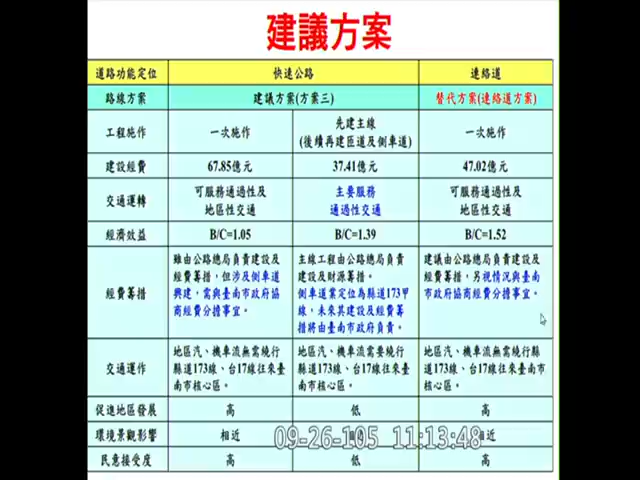 建議方案
道路功能定位 快速公路 連絡道
路線方案 建議方案(方案三) 替代方案(連絡道方案)
工程施作 一次施作 先建主線 一次施作
(後續再建匝道及側車道)
建設經費 67.85億元 37.41億元 47.02億元
交通運轉 可服務通過性及 主要服務 可服務通過性及
地區性交通 通過性交通 地區性交通
經濟效益 B/C=1.05 B/C=1.39 B/C=1.52
經費籌措
雖由公路總局負責建設及
經費籌措，但涉及側車道
興建，需與臺南市政府協
商經費分擔事宜。
主線工程由公路總局負責
建設及財源籌措。
側車道業定位為縣道173甲
線，未來其建設及經費籌
措將由臺南市政府負責。
建議由公路總局負責建設及
經費籌措，另視情況與臺南
市政府協商經費分擔事宜。
交通運作
地區汽、機車流無需繞行縣
道173線、台17線往來臺南
市核心區。
地區汽、機車流需要繞行
縣道173線、台17線往來臺
南市核心區。
地區汽、機車流無需繞行縣
道173線、台17線往來臺南
市核心區。
促進地區發展 高 低 高
環境景觀影響 相近 相近
09-26-105 11:13:48
民意接受度 高 低 高